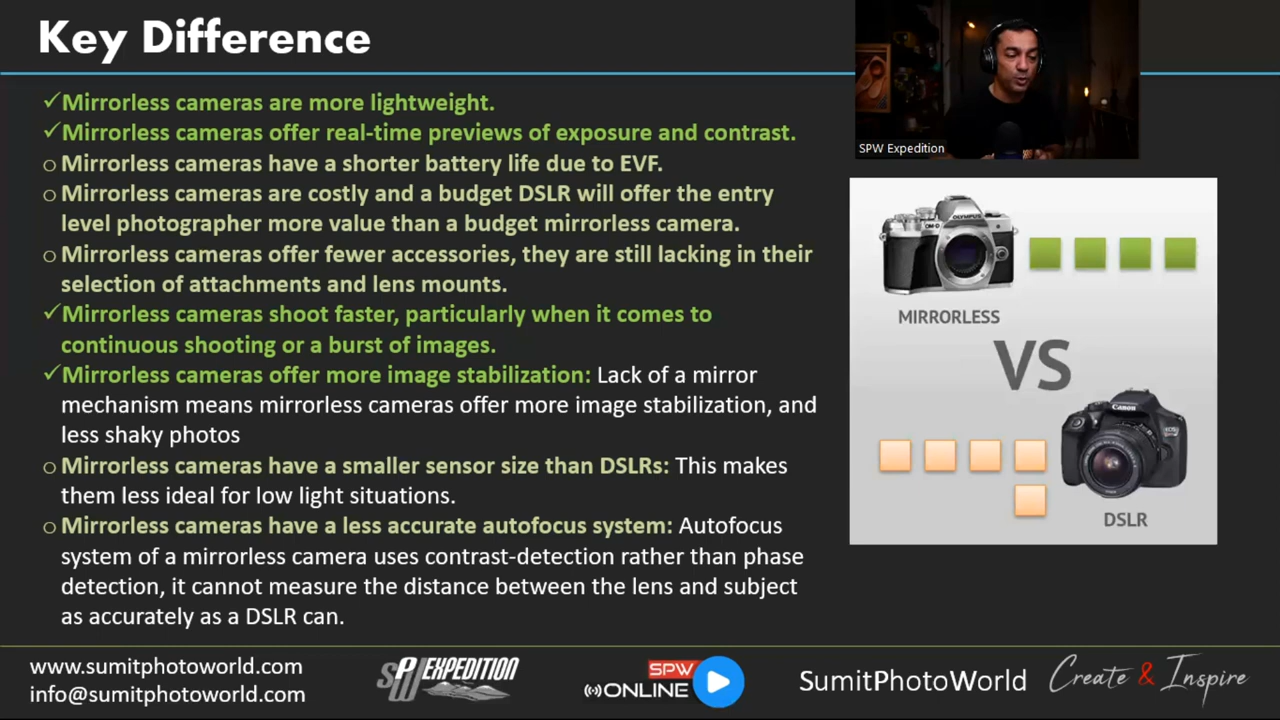 Key Difference
SPW Expedition
✓Mirrorless cameras are more lightweight.
✓Mirrorless cameras offer real-time previews of exposure and contrast.
o Mirrorless cameras have a shorter battery life due to EVF.
o Mirrorless cameras are costly and a budget DSLR will offer the entry
level photographer more value than a budget mirrorless camera.
o Mirrorless cameras offer fewer accessories, they are still lacking in their
selection of attachments and lens mounts.
✓Mirrorless cameras shoot faster, particularly when it comes to
continuous shooting or a burst of images.
✓Mirrorless cameras offer more image stabilization: Lack of a mirror
mechanism means mirrorless cameras offer more image stabilization, and
less shaky photos
o Mirrorless cameras have a smaller sensor size than DSLRs: This makes
them less ideal for low light situations.
o Mirrorless cameras have a less accurate autofocus system: Autofocus
system of a mirrorless camera uses contrast-detection rather than phase
detection, it cannot measure the distance between the lens and subject
as accurately as a DSLR can.
OLYMPUS
OM-D
MIRRORLESS
VS
Canon
DSLR
www.sumitphotoworld.com
info@sumitphotoworld.com
SPW EXPEDITION
SPW
ONLINE
SumitPhotoWorld
Create & Inspire